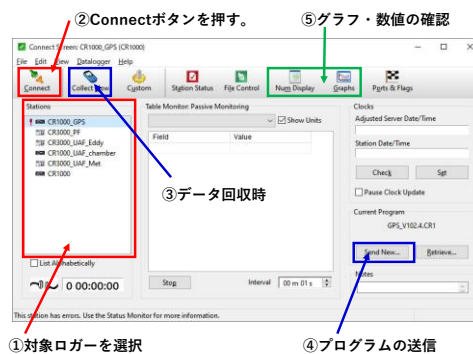 ②Connectボタンを押す。
⑤グラフ・数値の確認
Connect Screen: CR1000_GPS (CR1000)
File Edit View Datalogger Help
Connect Collect Now Custom Station Status File Control Num Display Graphs Ports & Flags
Stations
CR1000_GPS
CR3000_PF
CR3000_UAF_Eddy
CR1000_UAF_chamber
CR3000_UAF_Met
CR1000
List Alphabetically
0 00:00:00
Table Monitor: Passive Monitoring
Show Units
Field Value
③データ回収時
Stop Interval 00 m 01 s
Clocks
Adjusted Server Date/Time
Station Date/Time
Check Set
Pause Clock Update
Current Program
GPS_V102.4.CR1
Send New... Retrieve...
Notes
This station has errors. Use the Status Monitor for more information.
①対象ロガーを選択
④プログラムの送信